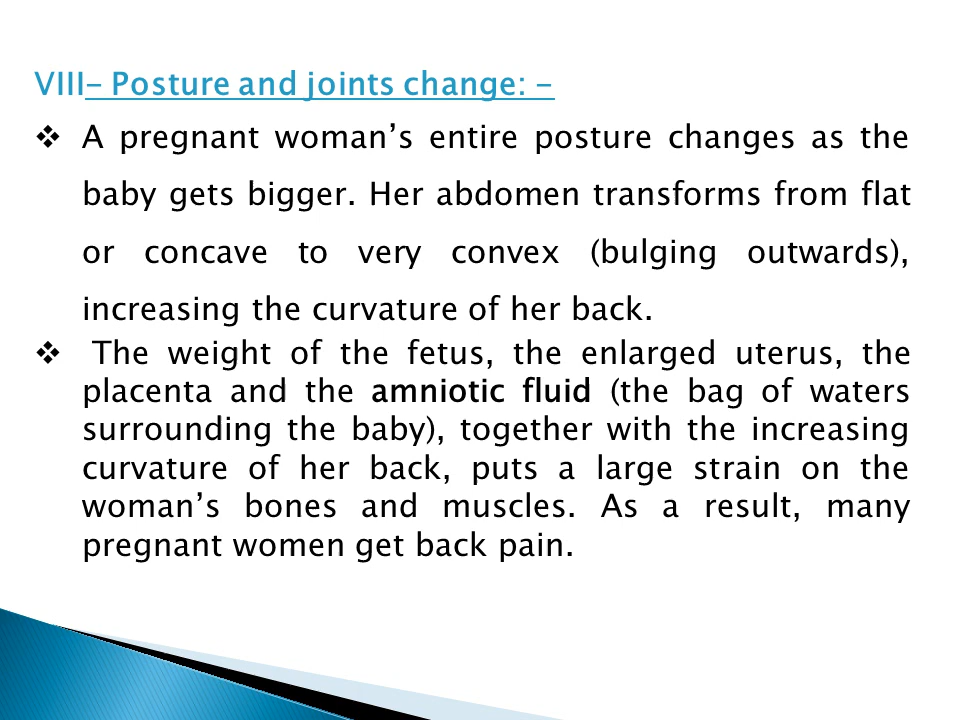 VIII- Posture and joints change: -
❖ A pregnant woman’s entire posture changes as the
baby gets bigger. Her abdomen transforms from flat
or concave to very convex (bulging outwards),
increasing the curvature of her back.
❖ The weight of the fetus, the enlarged uterus, the
placenta and the amniotic fluid (the bag of waters
surrounding the baby), together with the increasing
curvature of her back, puts a large strain on the
woman’s bones and muscles. As a result, many
pregnant women get back pain.